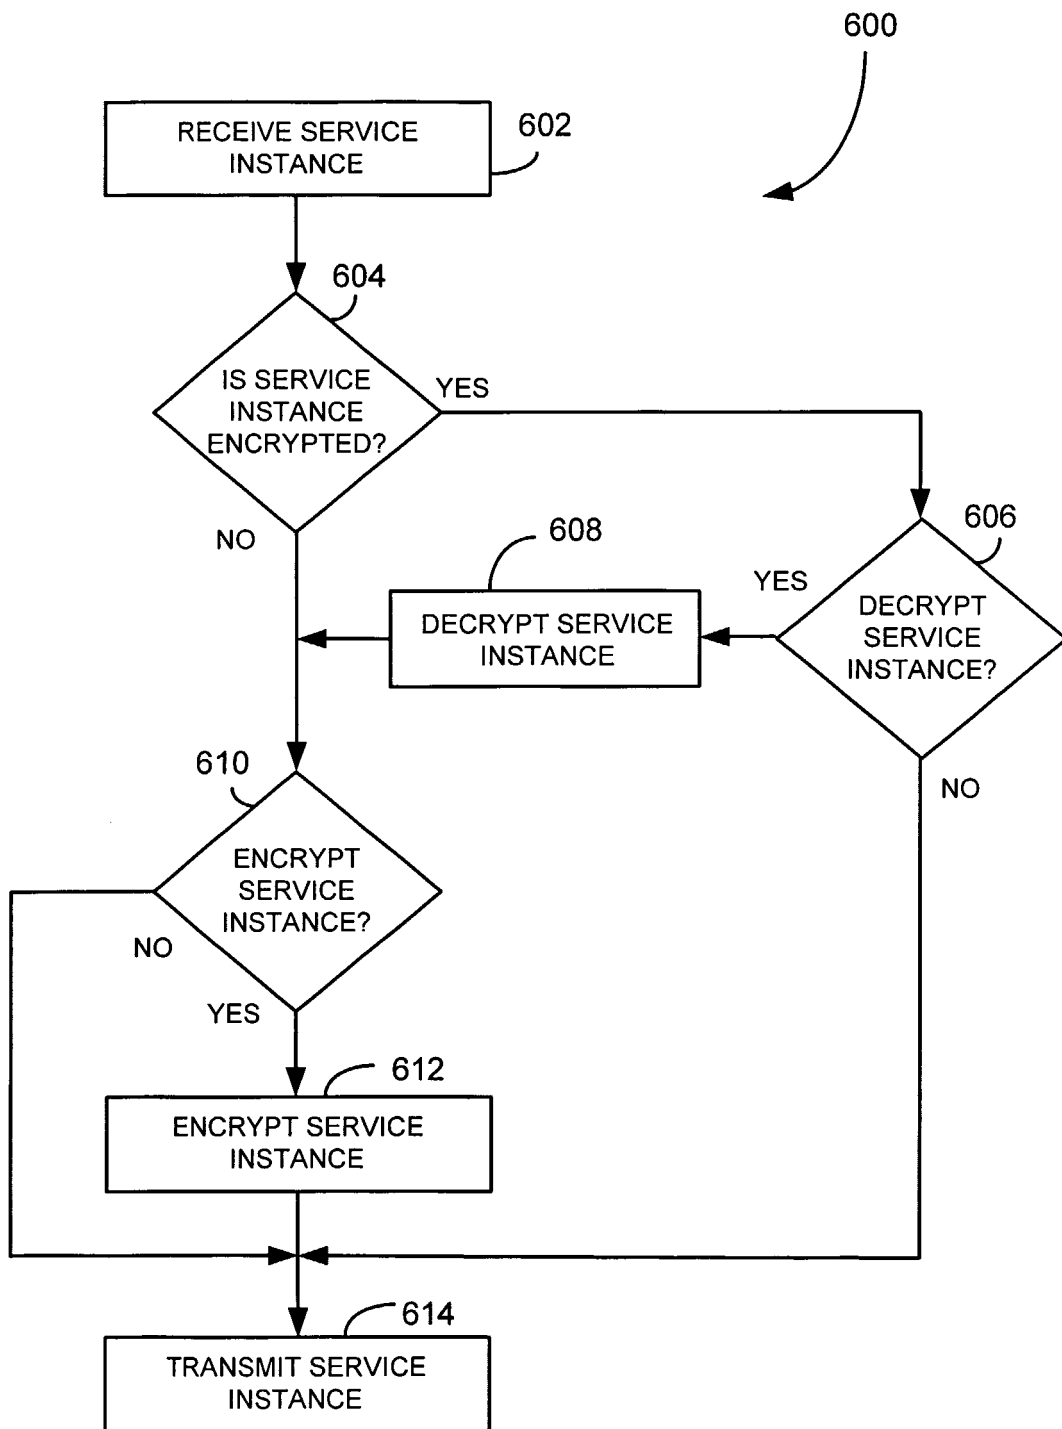 600
RECEIVE SERVICE
INSTANCE
602
604
IS SERVICE
INSTANCE
ENCRYPTED?
YES
NO
606
DECRYPT
SERVICE
INSTANCE?
YES
NO
608
DECRYPT SERVICE
INSTANCE
610
ENCRYPT
SERVICE
INSTANCE?
NO
YES
612
ENCRYPT SERVICE
INSTANCE
614
TRANSMIT SERVICE
INSTANCE